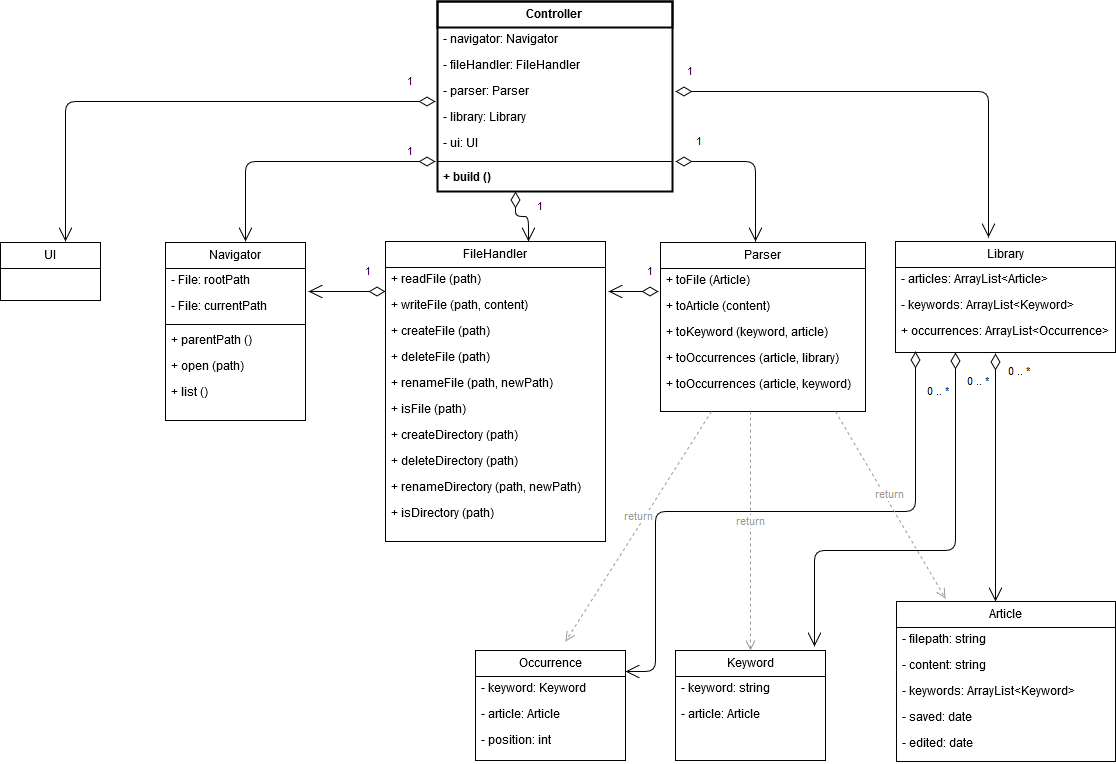 Controller
- navigator: Navigator
- fileHandler: FileHandler
- parser: Parser
- library: Library
- ui: UI
+ build ()
1
1
1
1
1
UI
Navigator
- File: rootPath
- File: currentPath
+ parentPath ()
+ open (path)
+ list ()
1
FileHandler
+ readFile (path)
+ writeFile (path, content)
+ createFile (path)
+ deleteFile (path)
+ renameFile (path, newPath)
+ isFile (path)
+ createDirectory (path)
+ deleteDirectory (path)
+ renameDirectory (path, newPath)
+ isDirectory (path)
1
Parser
+ toFile (Article)
+ toArticle (content)
+ toKeyword (keyword, article)
+ toOccurrences (article, library)
+ toOccurrences (article, keyword)
Library
- articles: ArrayList<Article>
- keywords: ArrayList<Keyword>
+ occurrences: ArrayList<Occurrence>
0 .. *
0 .. *
0 .. *
return
return
return
Occurrence
- keyword: Keyword
- article: Article
- position: int
Keyword
- keyword: string
- article: Article
Article
- filepath: string
- content: string
- keywords: ArrayList<Keyword>
- saved: date
- edited: date